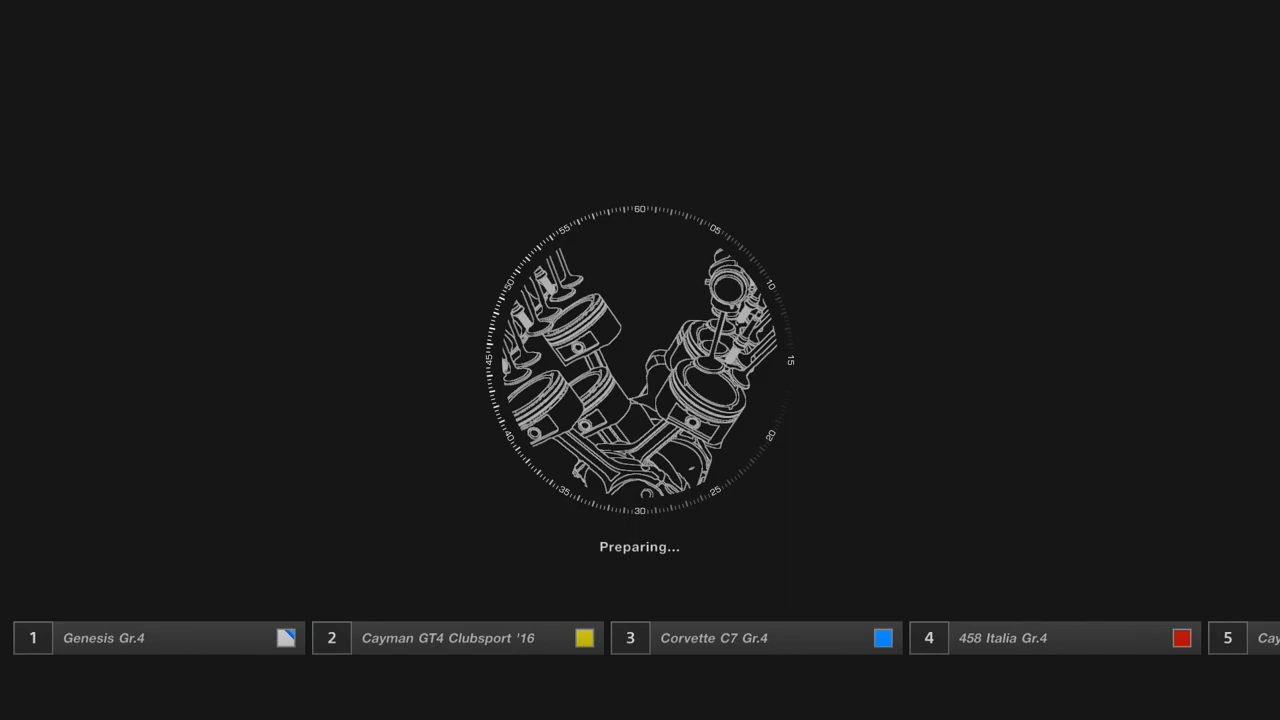 60
55
05
50
10
45
15
40
20
35
25
30
Preparing...
1 Genesis Gr.4
2 Cayman GT4 Clubsport '16
3 Corvette C7 Gr.4
4 458 Italia Gr.4
5 Cay